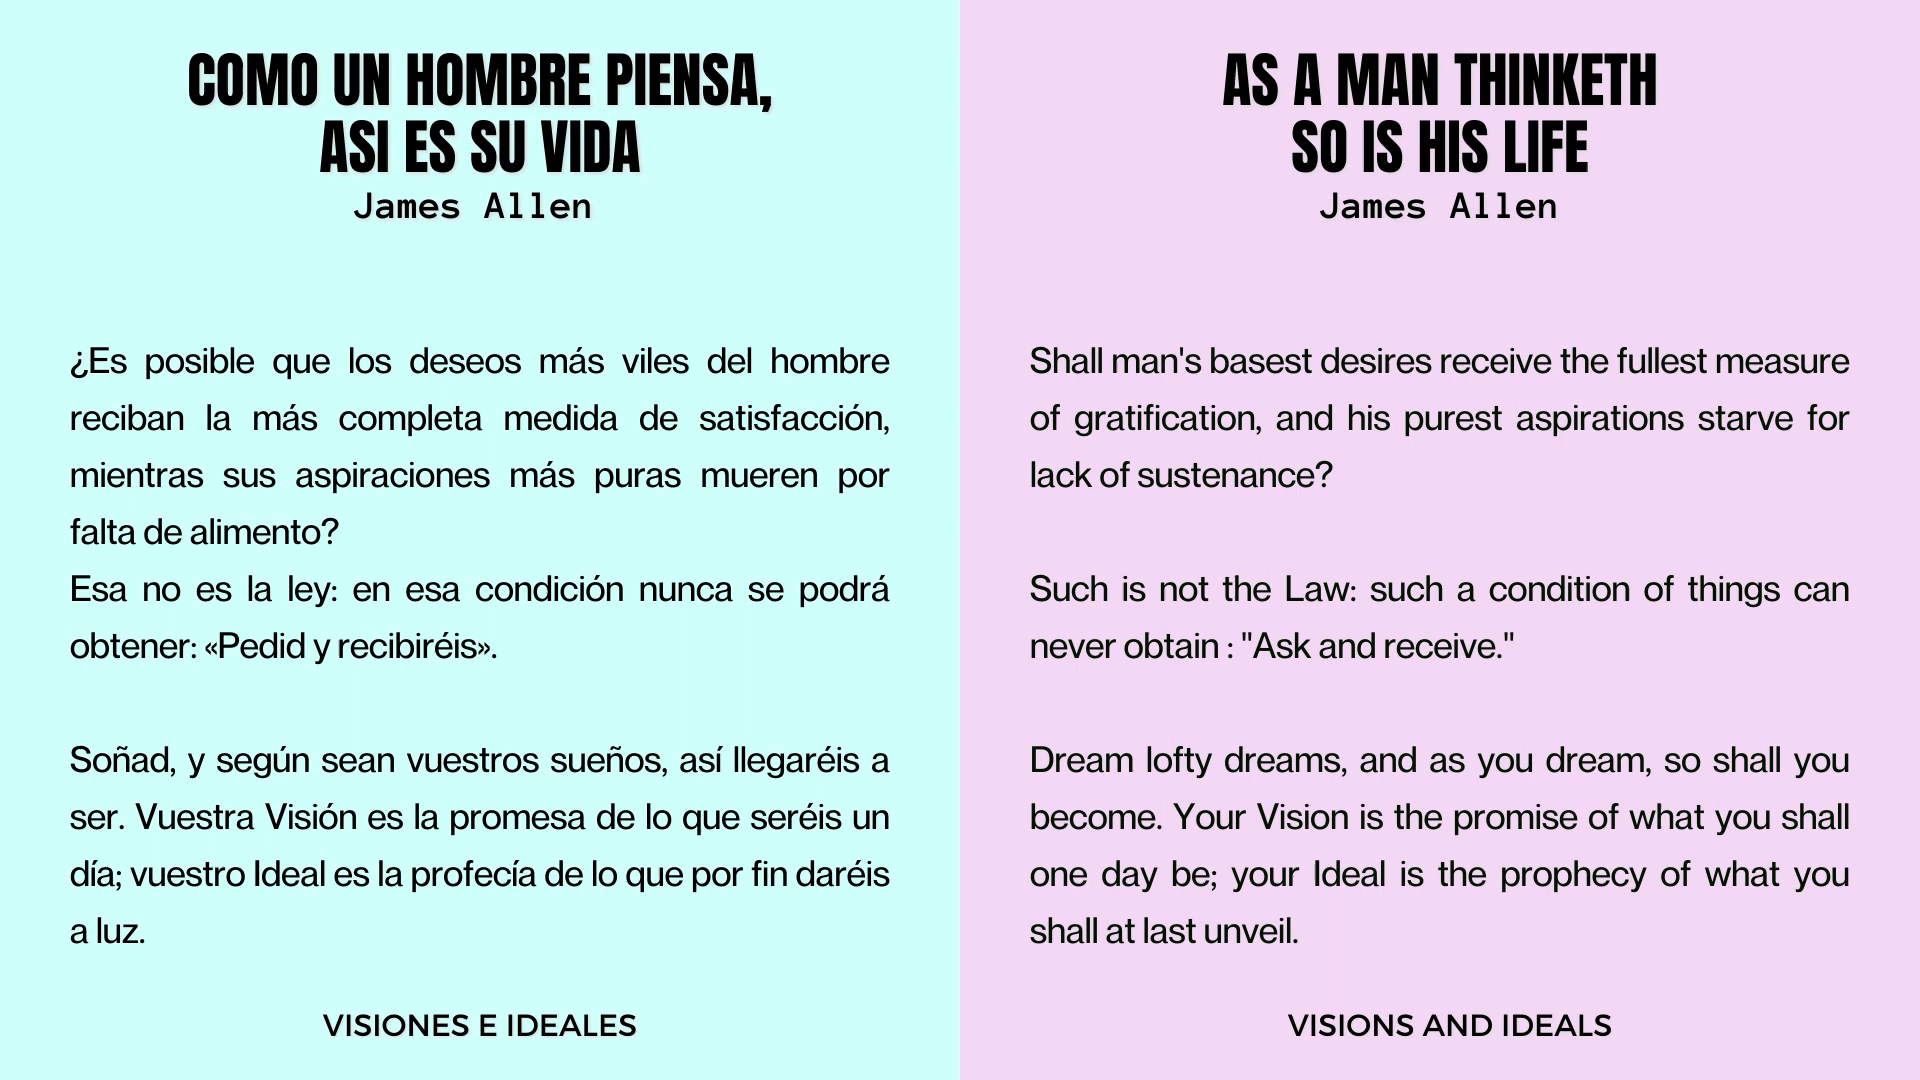 COMO UN HOMBRE PIENSA,
ASI ES SU VIDA
James Allen
¿Es posible que los deseos más viles del hombre
reciban la más completa medida de satisfacción,
mientras sus aspiraciones más puras mueren por
falta de alimento?
Esa no es la ley: en esa condición nunca se podrá
obtener: «Pedid y recibiréis».
Soñad, y según sean vuestros sueños, así llegaréis a
ser. Vuestra Visión es la promesa de lo que seréis un
día; vuestro Ideal es la profecía de lo que por fin daréis
a luz.
VISIONES E IDEALES
AS A MAN THINKETH
SO IS HIS LIFE
James Allen
Shall man's basest desires receive the fullest measure
of gratification, and his purest aspirations starve for
lack of sustenance?
Such is not the Law: such a condition of things can
never obtain : "Ask and receive."
Dream lofty dreams, and as you dream, so shall you
become. Your Vision is the promise of what you shall
one day be; your Ideal is the prophecy of what you
shall at last unveil.
VISIONS AND IDEALS